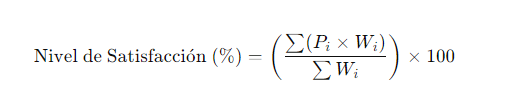 Nivel de Satisfacción (%) = ( ∑(Pᵢ × Wᵢ) / ∑ Wᵢ ) × 100